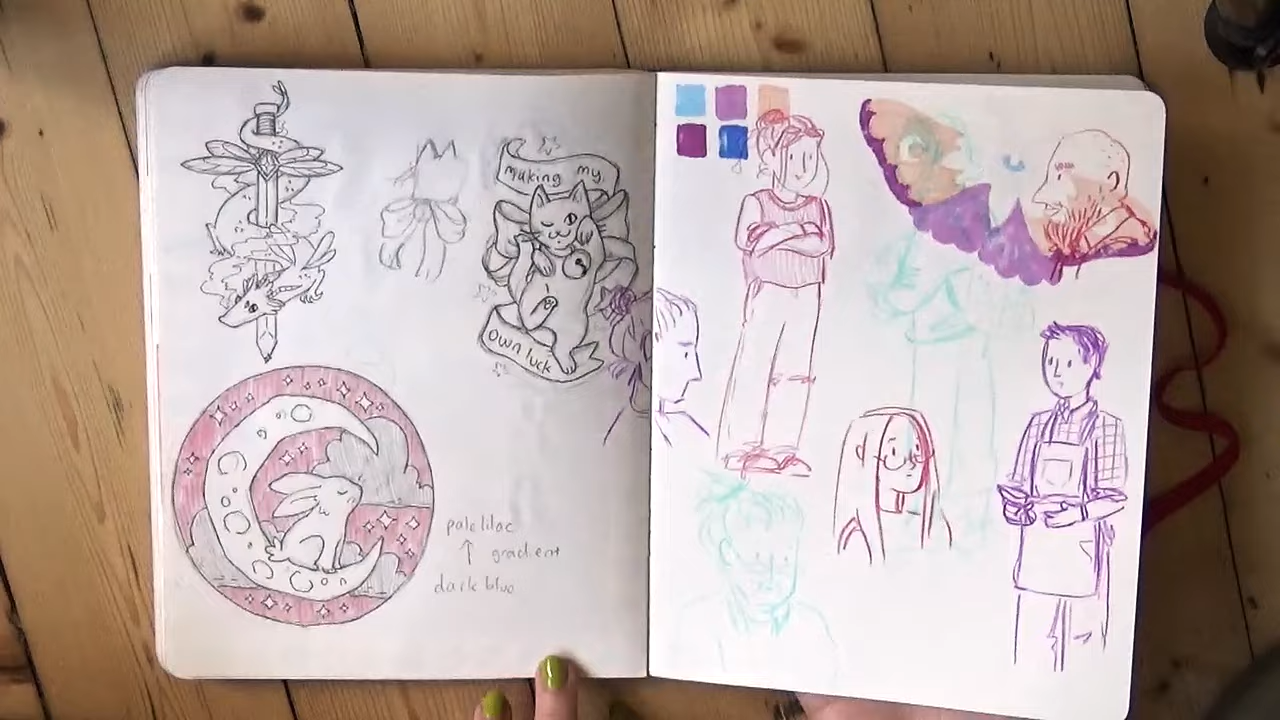 making my
own luck
pale lilac
↑ gradient
dark blue